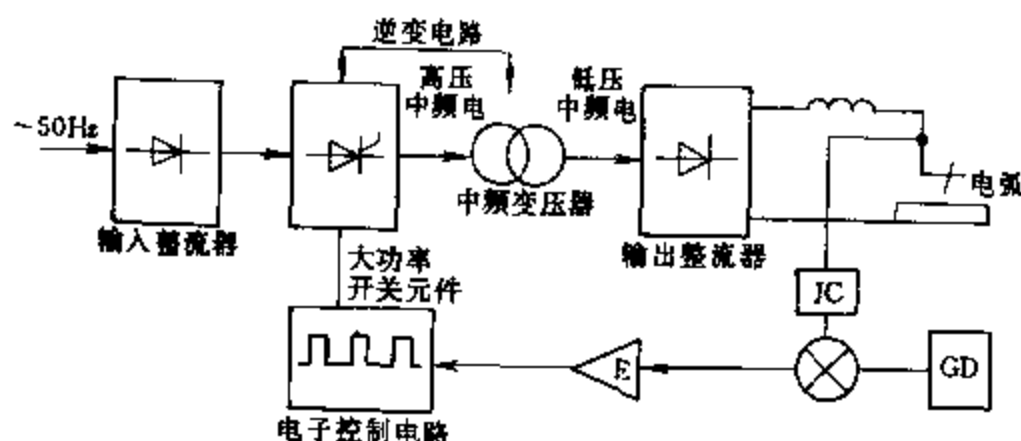 逆变电路
高压
中频电
低压
中频电
~50Hz
中频变压器
电弧
输入整流器
输出整流器
大功率
开关元件
JC
E
GD
电子控制电路